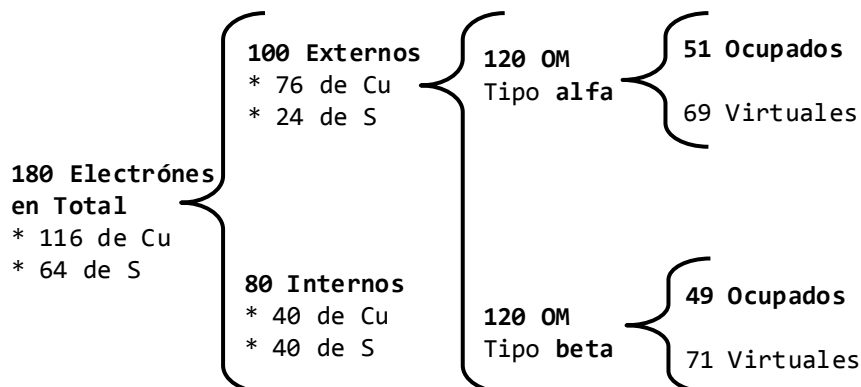 180 Electrónes
en Total
* 116 de Cu
* 64 de S
100 Externos
* 76 de Cu
* 24 de S
80 Internos
* 40 de Cu
* 40 de S
120 OM
Tipo alfa
51 Ocupados
69 Virtuales
120 OM
Tipo beta
49 Ocupados
71 Virtuales